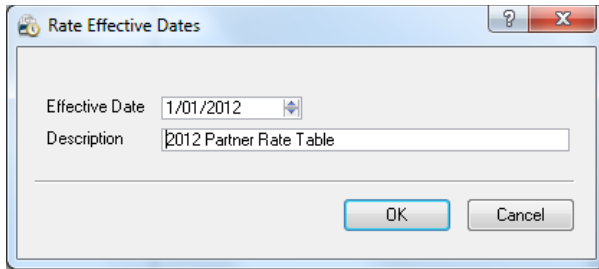 Rate Effective Dates
Effective Date 1/01/2012
Description 2012 Partner Rate Table
OK Cancel